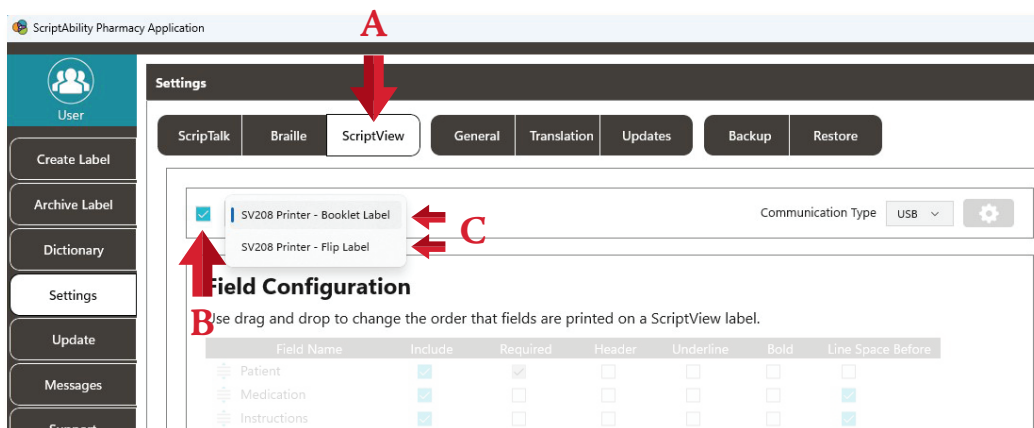 ScriptAbility Pharmacy Application
A
User
Settings
ScripTalk Braille ScriptView General Translation Updates Backup Restore
Create Label
Archive Label
Dictionary
Settings
Update
Messages
Support
SV208 Printer - Booklet Label
SV208 Printer - Flip Label
C
Communication Type USB
B
Field Configuration
Use drag and drop to change the order that fields are printed on a ScriptView label.
Field Name Include Required Header Underline Bold Line Space Before
Patient
Medication
Instructions